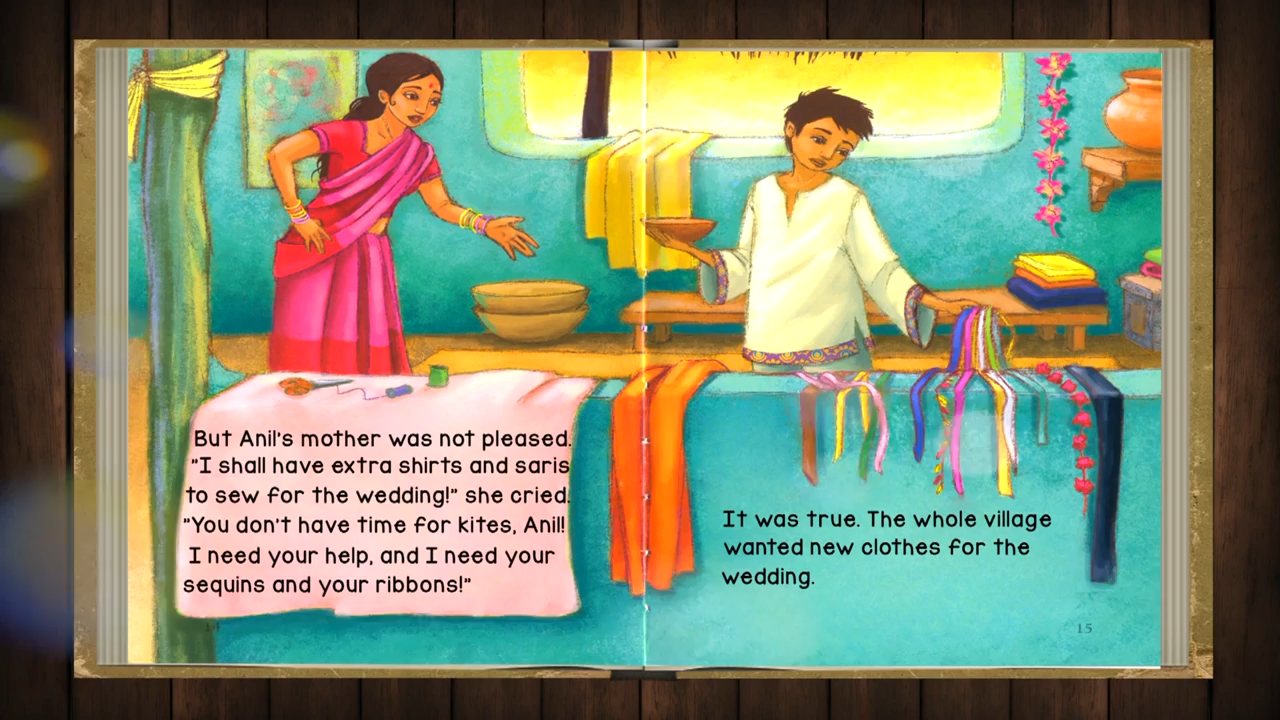 But Anil's mother was not pleased.
"I shall have extra shirts and saris
to sew for the wedding!" she cried.
"You don't have time for kites, Anil!
I need your help, and I need your
sequins and your ribbons!"
It was true. The whole village
wanted new clothes for the
wedding.
15